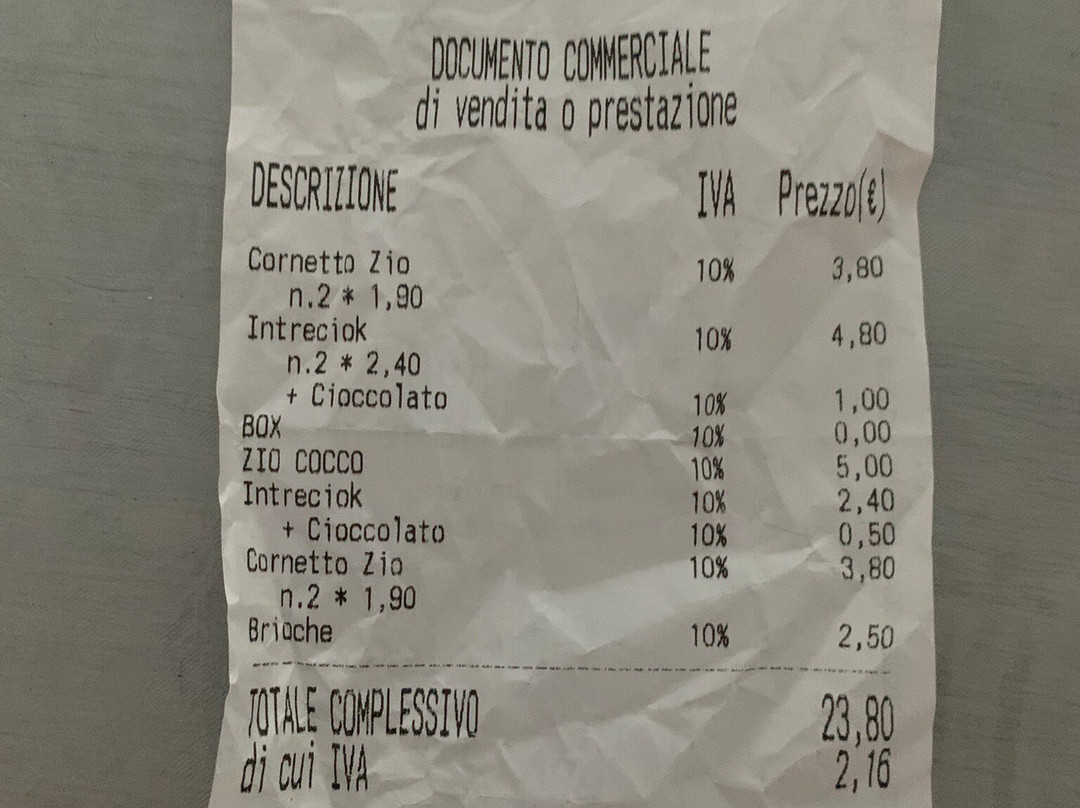 DOCUMENTO COMMERCIALE
di vendita o prestazione
DESCRIZIONE IVA Prezzo(€)
Cornetto Zio 10% 3,80
n.2 * 1,90
Intreciok 10% 4,80
n.2 * 2,40
+ Cioccolato 10% 1,00
BOX 10% 0,00
ZIO COCCO 10% 5,00
Intreciok 10% 2,40
+ Cioccolato 10% 0,50
Cornetto Zio 10% 3,80
n.2 * 1,90
Brioche 10% 2,50
TOTALE COMPLESSIVO 23,80
di cui IVA 2,16